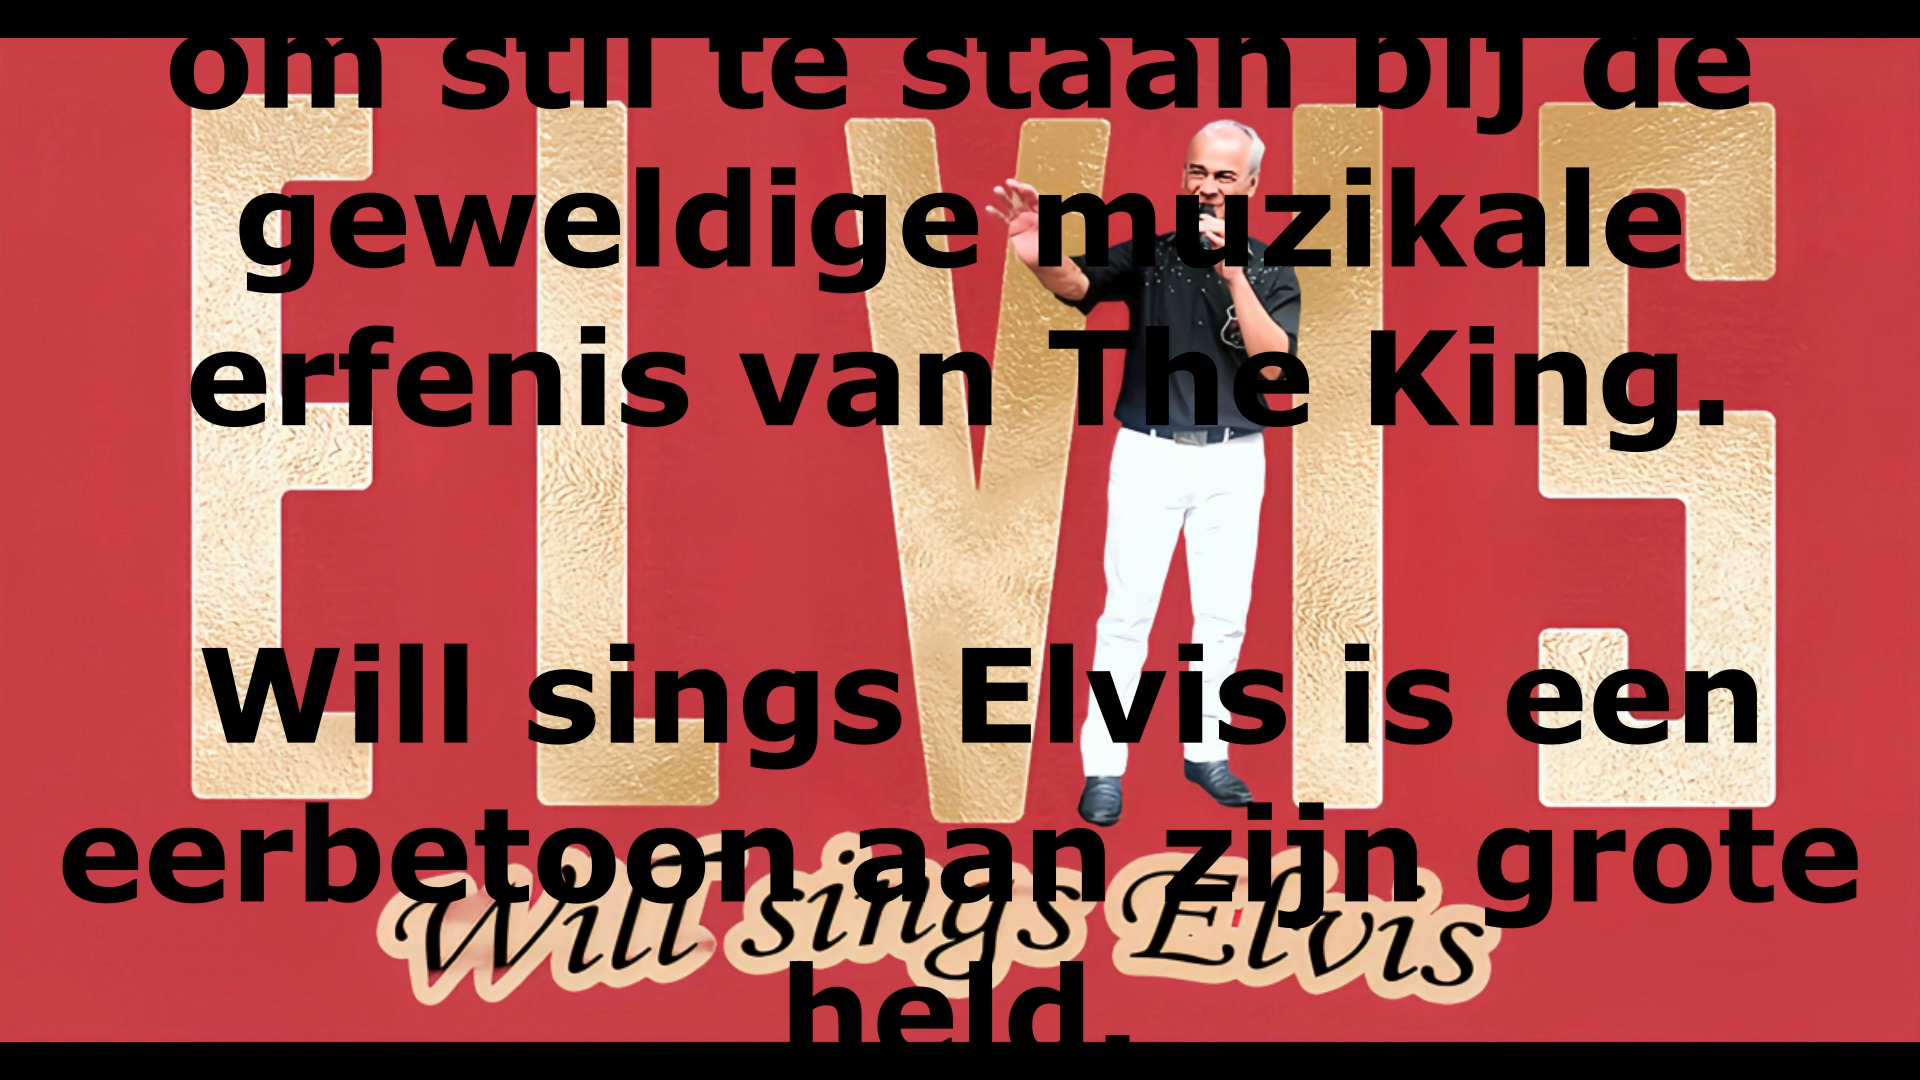 om stil te staan bij de
ELVIS
geweldige muzikale
erfenis van The King.
Will sings Elvis is een
eerbetoon aan zijn grote
Will sings Elvis
held.